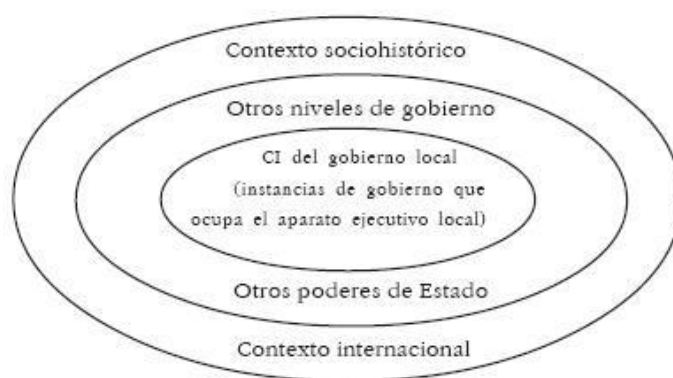 Contexto sociohistórico
Otros niveles de gobierno
CI del gobierno local
(instancias de gobierno que
ocupa el aparato ejecutivo local)
Otros poderes de Estado
Contexto internacional